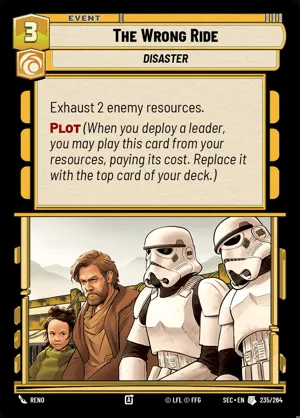 EVENT
3
THE WRONG RIDE
DISASTER
Exhaust 2 enemy resources.
PLOT (When you deploy a leader,
you may play this card from your
resources, paying its cost. Replace it
with the top card of your deck.)
RENO
© LFL © FFG
SEC • EN
235/264